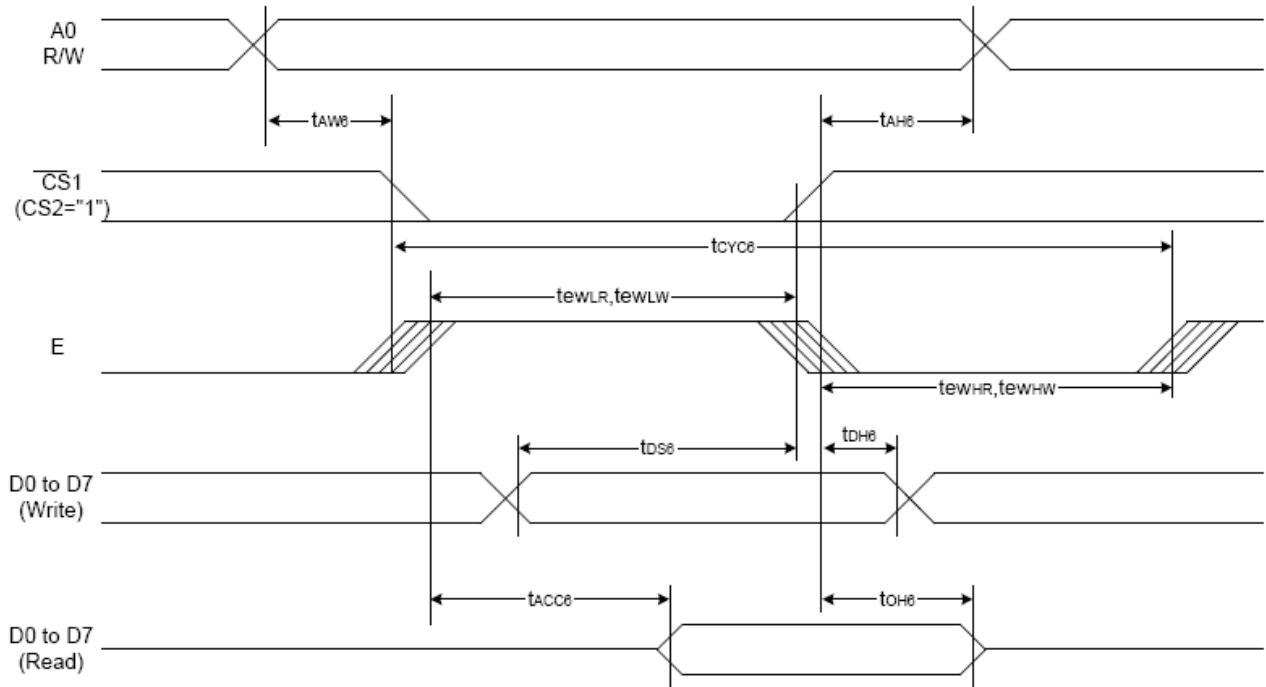 A0
R/W
tAW6
tAH6
CS1
(CS2="1")
tCYC6
tewLR,tewLW
E
tewHR,tewHW
tDS6
tDH6
D0 to D7
(Write)
tACC6
tOH6
D0 to D7
(Read)